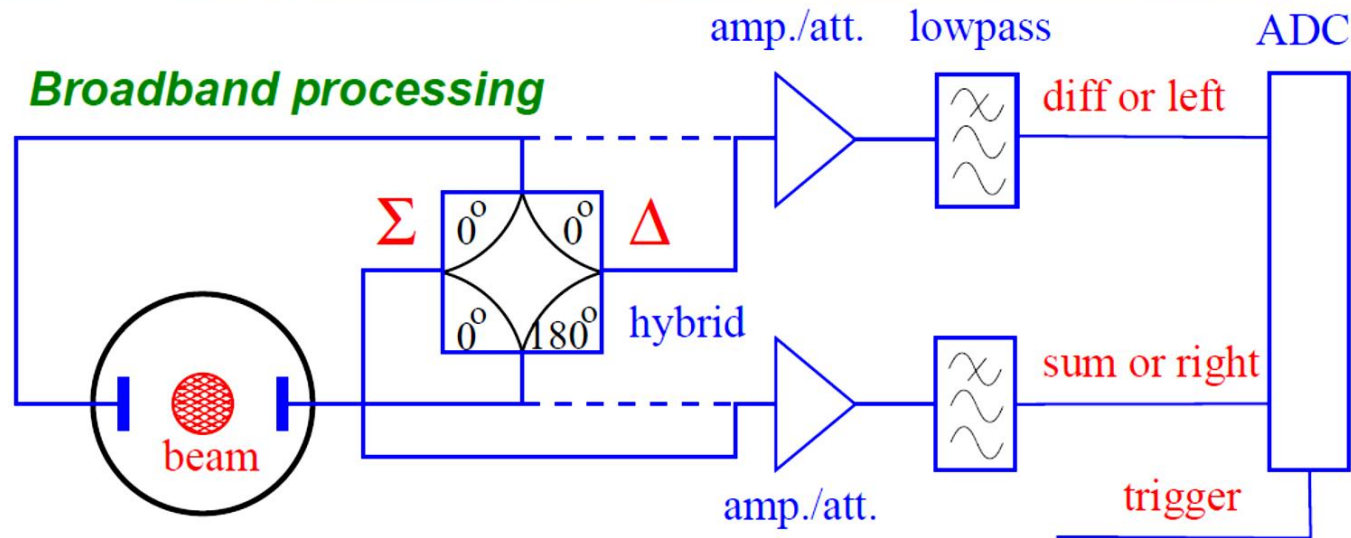 amp./att. lowpass ADC
Broadband processing
diff or left
Σ 0° 0° Δ
0° 180° hybrid
sum or right
beam
amp./att.
trigger